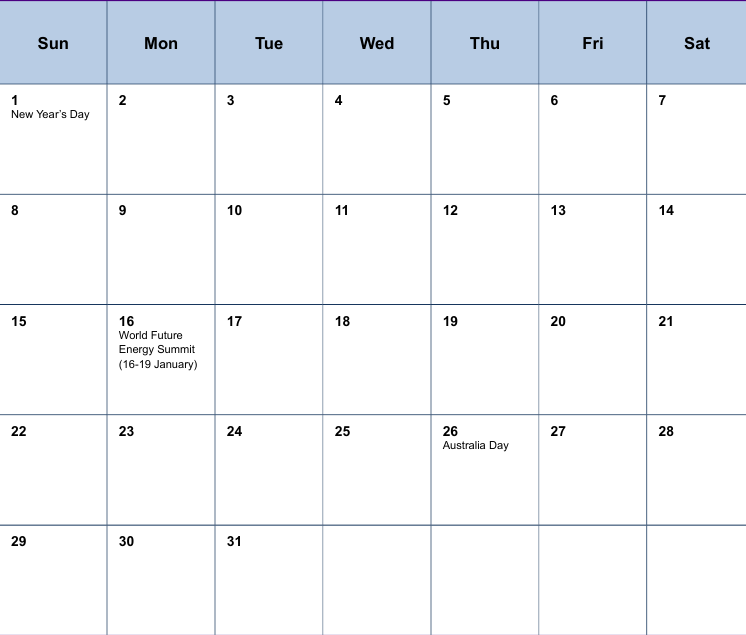 Sun Mon Tue Wed Thu Fri Sat
1 2 3 4 5 6 7
New Year’s Day
8 9 10 11 12 13 14
15 16 17 18 19 20 21
World Future
Energy Summit
(16-19 January)
22 23 24 25 26 27 28
Australia Day
29 30 31